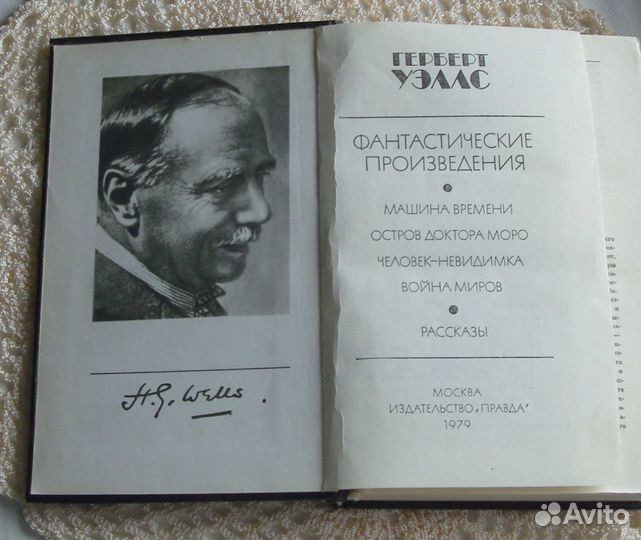 H.G. Wells.
ГЕРБЕРТ
УЭЛЛС
ФАНТАСТИЧЕСКИЕ
ПРОИЗВЕДЕНИЯ
МАШИНА ВРЕМЕНИ
ОСТРОВ ДОКТОРА МОРО
ЧЕЛОВЕК-НЕВИДИМКА
ВОЙНА МИРОВ
РАССКАЗЫ
МОСКВА
ИЗДАТЕЛЬСТВО „ПРАВДА"
1979
Avito